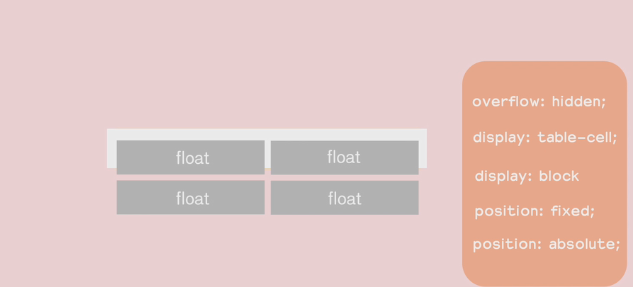 float float
float float
overflow: hidden;
display: table-cell;
display: block
position: fixed;
position: absolute;